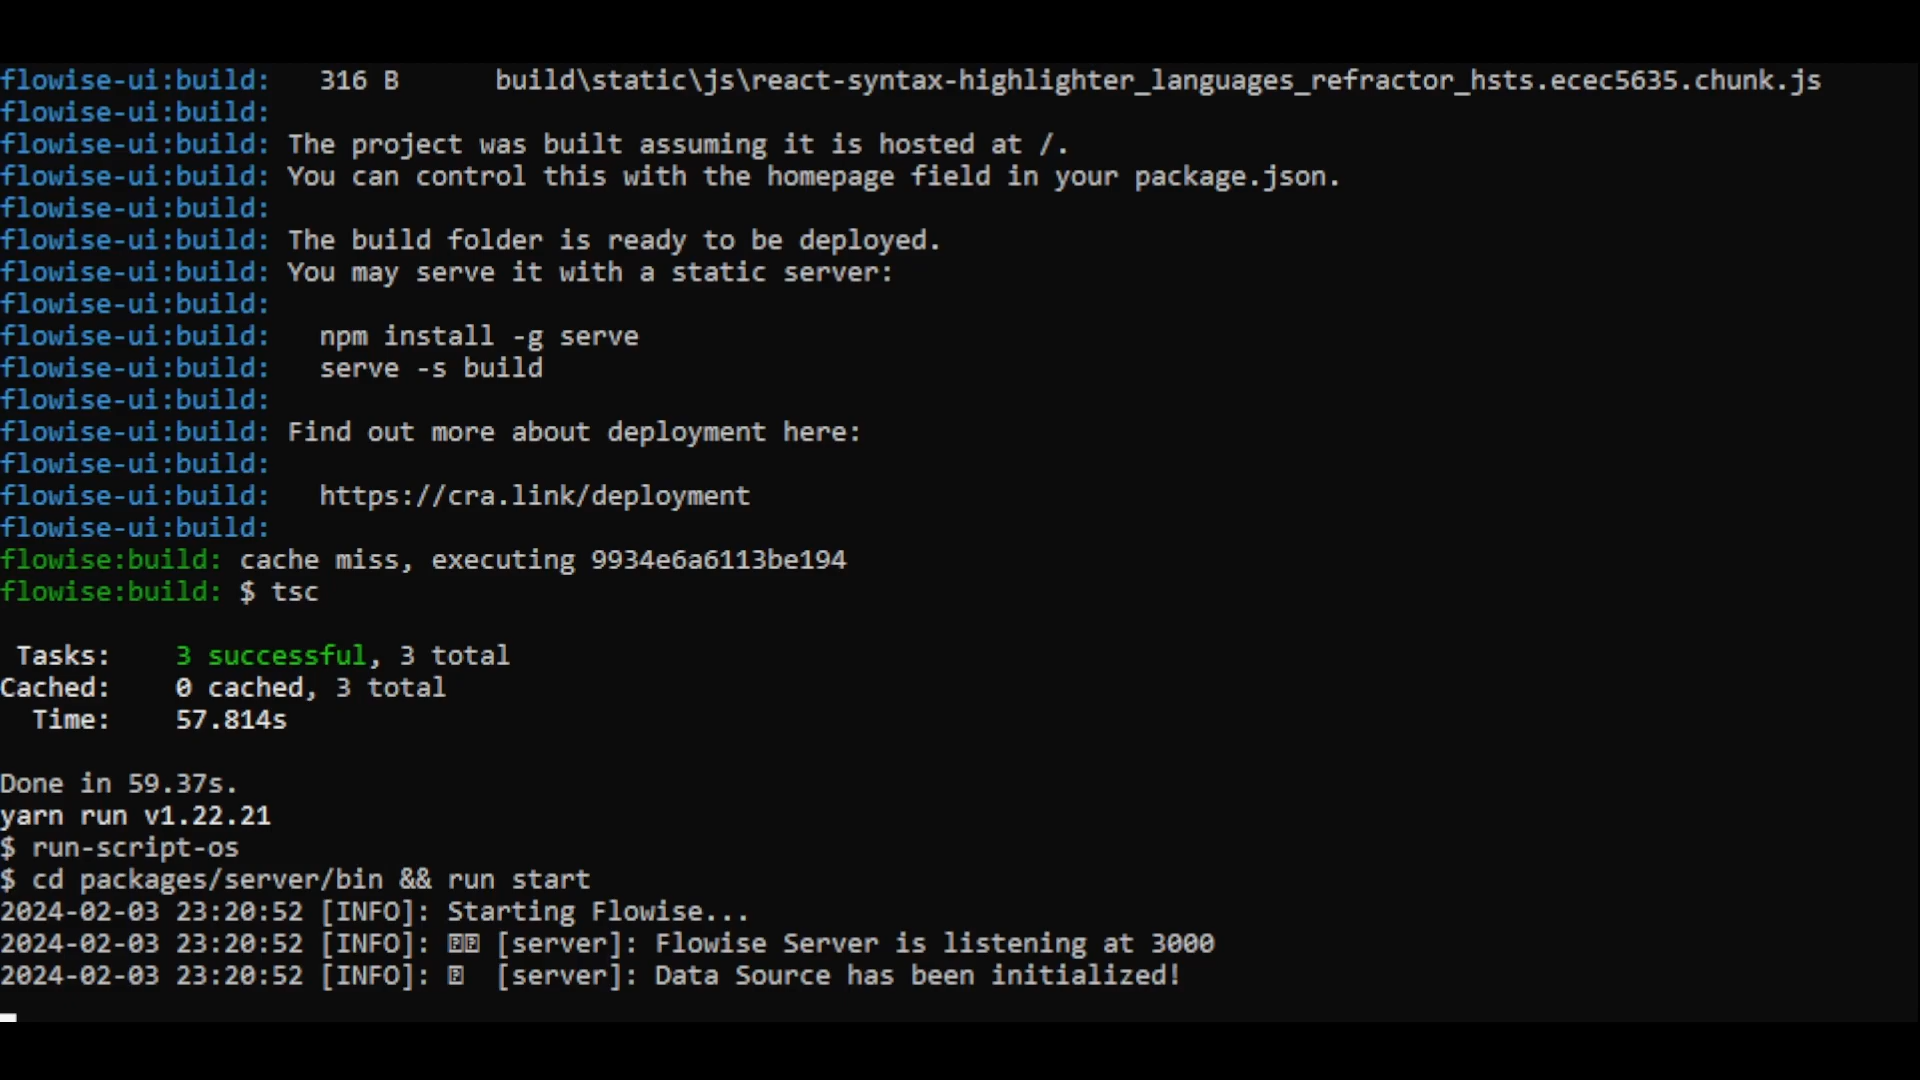 flowise-ui:build:   316 B      build\static\js\react-syntax-highlighter_languages_refractor_hsts.ecec5635.chunk.js
flowise-ui:build:
flowise-ui:build: The project was built assuming it is hosted at /.
flowise-ui:build: You can control this with the homepage field in your package.json.
flowise-ui:build:
flowise-ui:build: The build folder is ready to be deployed.
flowise-ui:build: You may serve it with a static server:
flowise-ui:build:
flowise-ui:build:   npm install -g serve
flowise-ui:build:   serve -s build
flowise-ui:build:
flowise-ui:build: Find out more about deployment here:
flowise-ui:build:
flowise-ui:build:   https://cra.link/deployment
flowise-ui:build:
flowise:build: cache miss, executing 9934e6a6113be194
flowise:build: $ tsc
Tasks:    3 successful, 3 total
Cached:    0 cached, 3 total
Time:    57.814s
Done in 59.37s.
yarn run v1.22.21
$ run-script-os
$ cd packages/server/bin && run start
2024-02-03 23:20:52 [INFO]: Starting Flowise...
2024-02-03 23:20:52 [INFO]: [server]: Flowise Server is listening at 3000
2024-02-03 23:20:52 [INFO]: [server]: Data Source has been initialized!